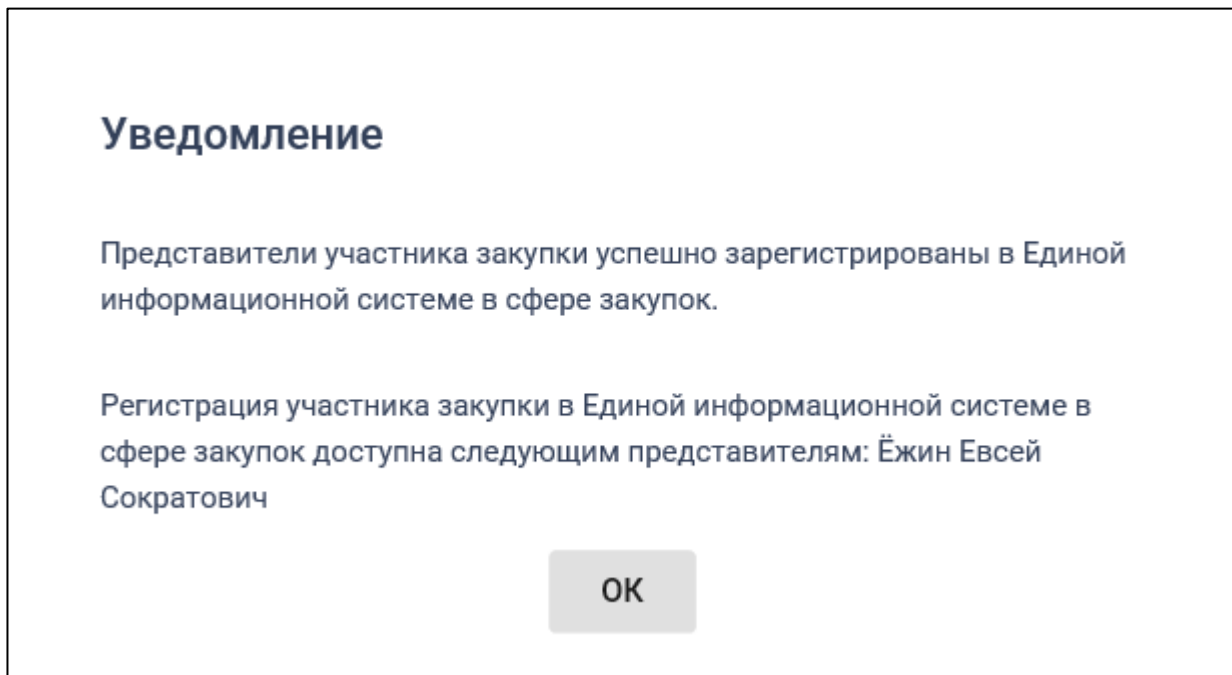 Уведомление
Представители участника закупки успешно зарегистрированы в Единой
информационной системе в сфере закупок.
Регистрация участника закупки в Единой информационной системе в
сфере закупок доступна следующим представителям: Ёжин Евсей
Сократович
ОК